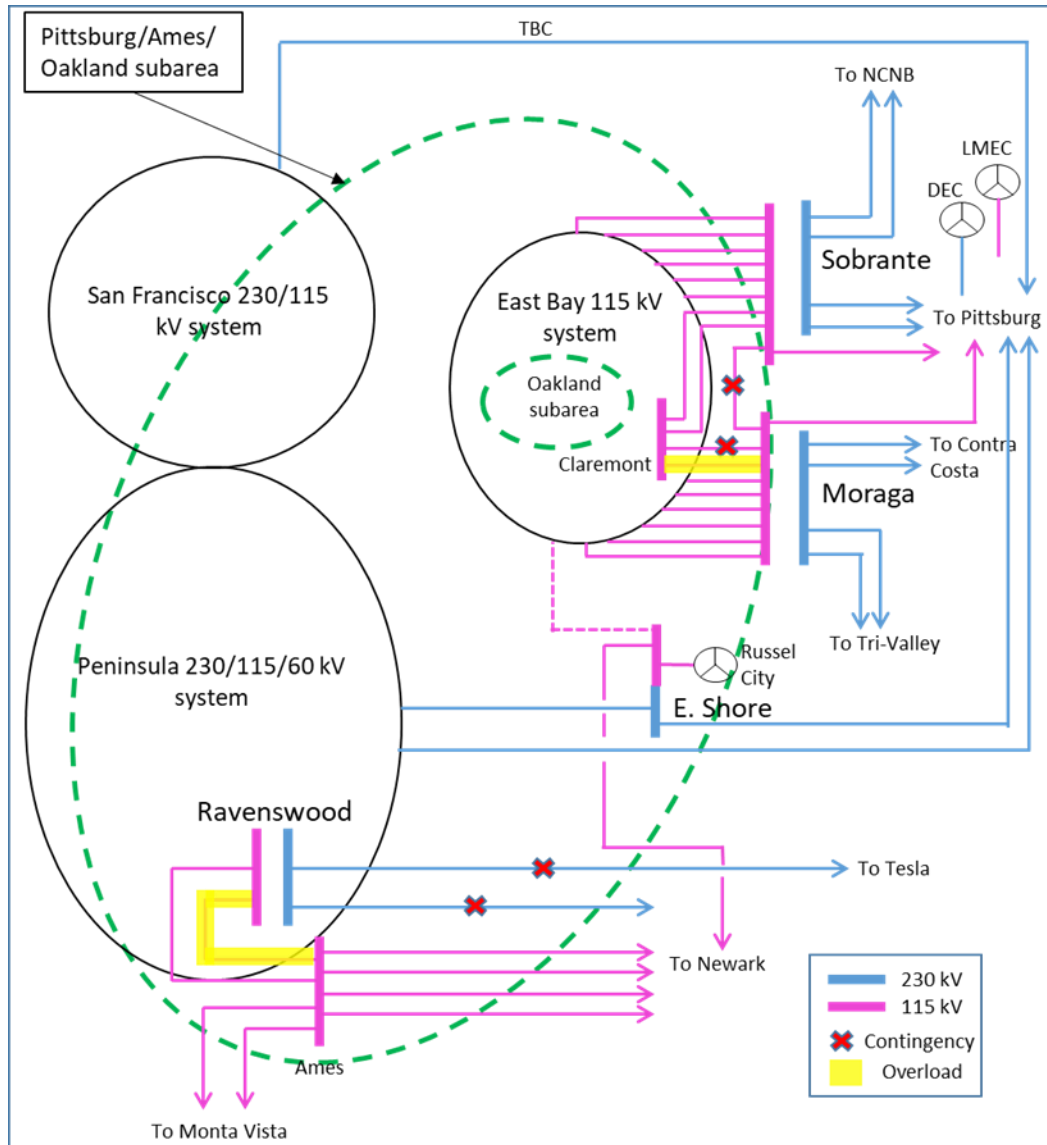 Pittsburg/Ames/
Oakland subarea
TBC
To NCNB
LMEC
DEC
Sobrante
San Francisco 230/115
kV system
East Bay 115 kV
system
To Pittsburg
Oakland
subarea
Claremont
To Contra
Costa
Moraga
To Tri-Valley
Peninsula 230/115/60 kV
system
Russel
City
E. Shore
Ravenswood
To Tesla
To Newark
230 kV
115 kV
Contingency
Overload
Ames
To Monta Vista